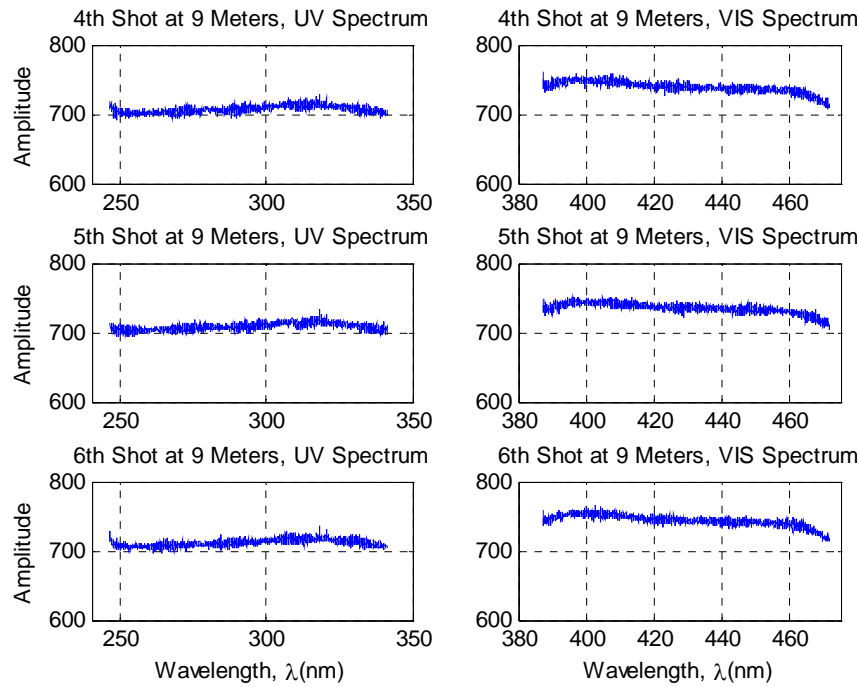 4th Shot at 9 Meters, UV Spectrum
800
700
600
Amplitude
250 300 350
4th Shot at 9 Meters, VIS Spectrum
800
700
600
380 400 420 440 460
5th Shot at 9 Meters, UV Spectrum
800
700
600
Amplitude
250 300 350
5th Shot at 9 Meters, VIS Spectrum
800
700
600
380 400 420 440 460
6th Shot at 9 Meters, UV Spectrum
800
700
600
Amplitude
250 300 350
Wavelength, λ(nm)
6th Shot at 9 Meters, VIS Spectrum
800
700
600
380 400 420 440 460
Wavelength, λ(nm)